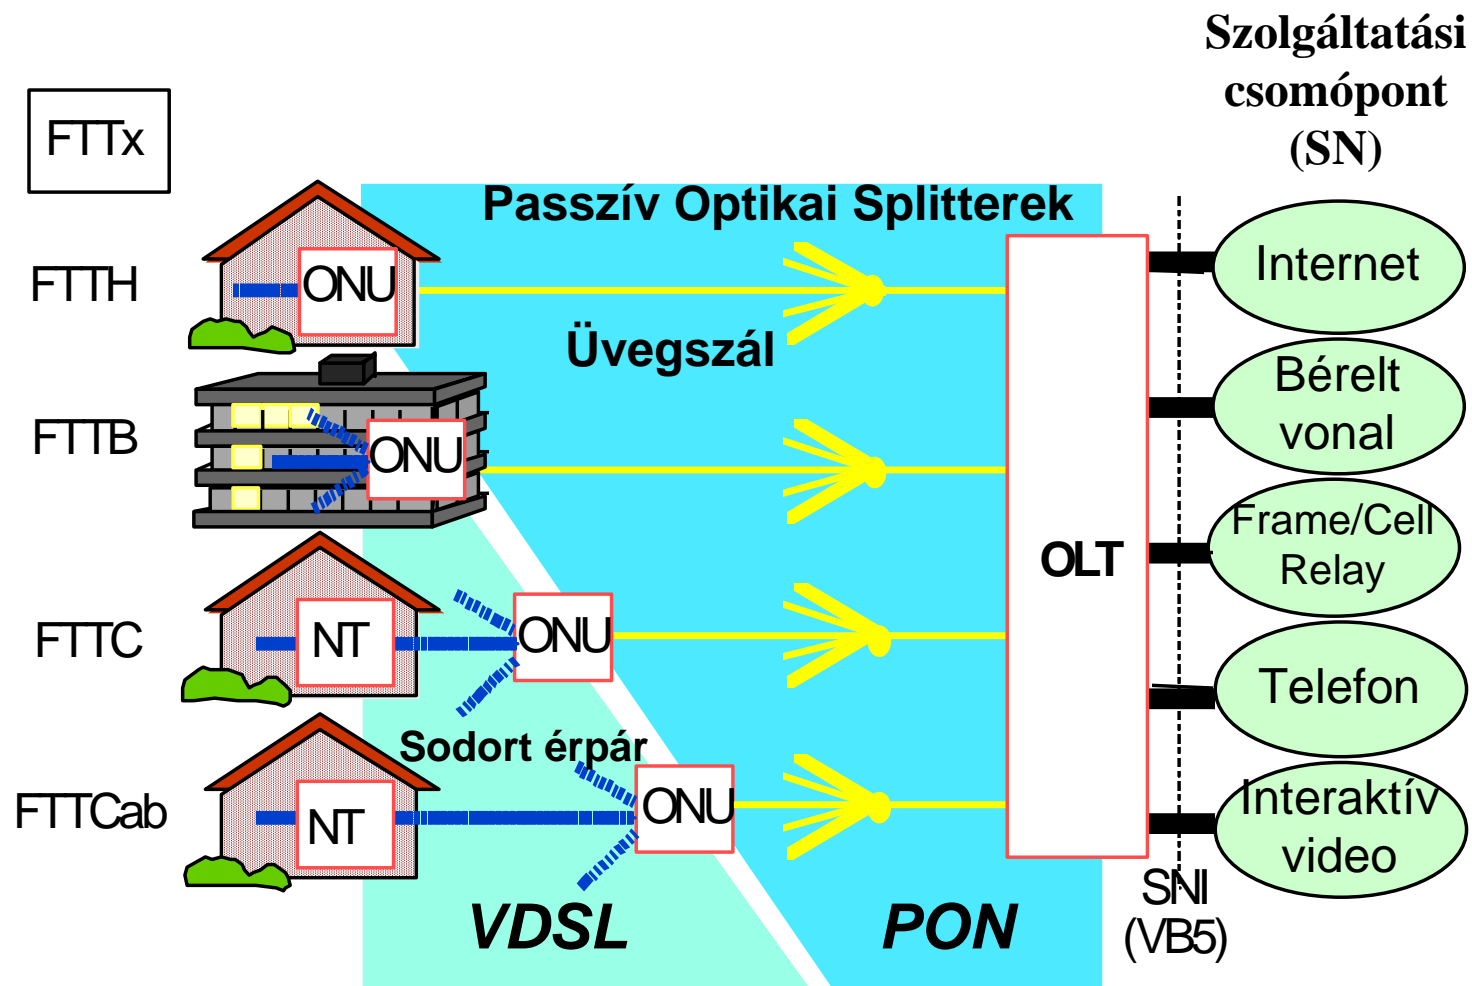 Szolgáltatási
csomópont
(SN)
FTTx
Passzív Optikai Splitterek
FTTH
ONU
Internet
Üvegszál
Bérelt
vonal
FTTB
ONU
OLT
Frame/Cell
Relay
FTTC
NT
ONU
Telefon
Sodort érpár
FTTCab
NT
ONU
Interaktív
video
SNI
(VB5)
VDSL
PON